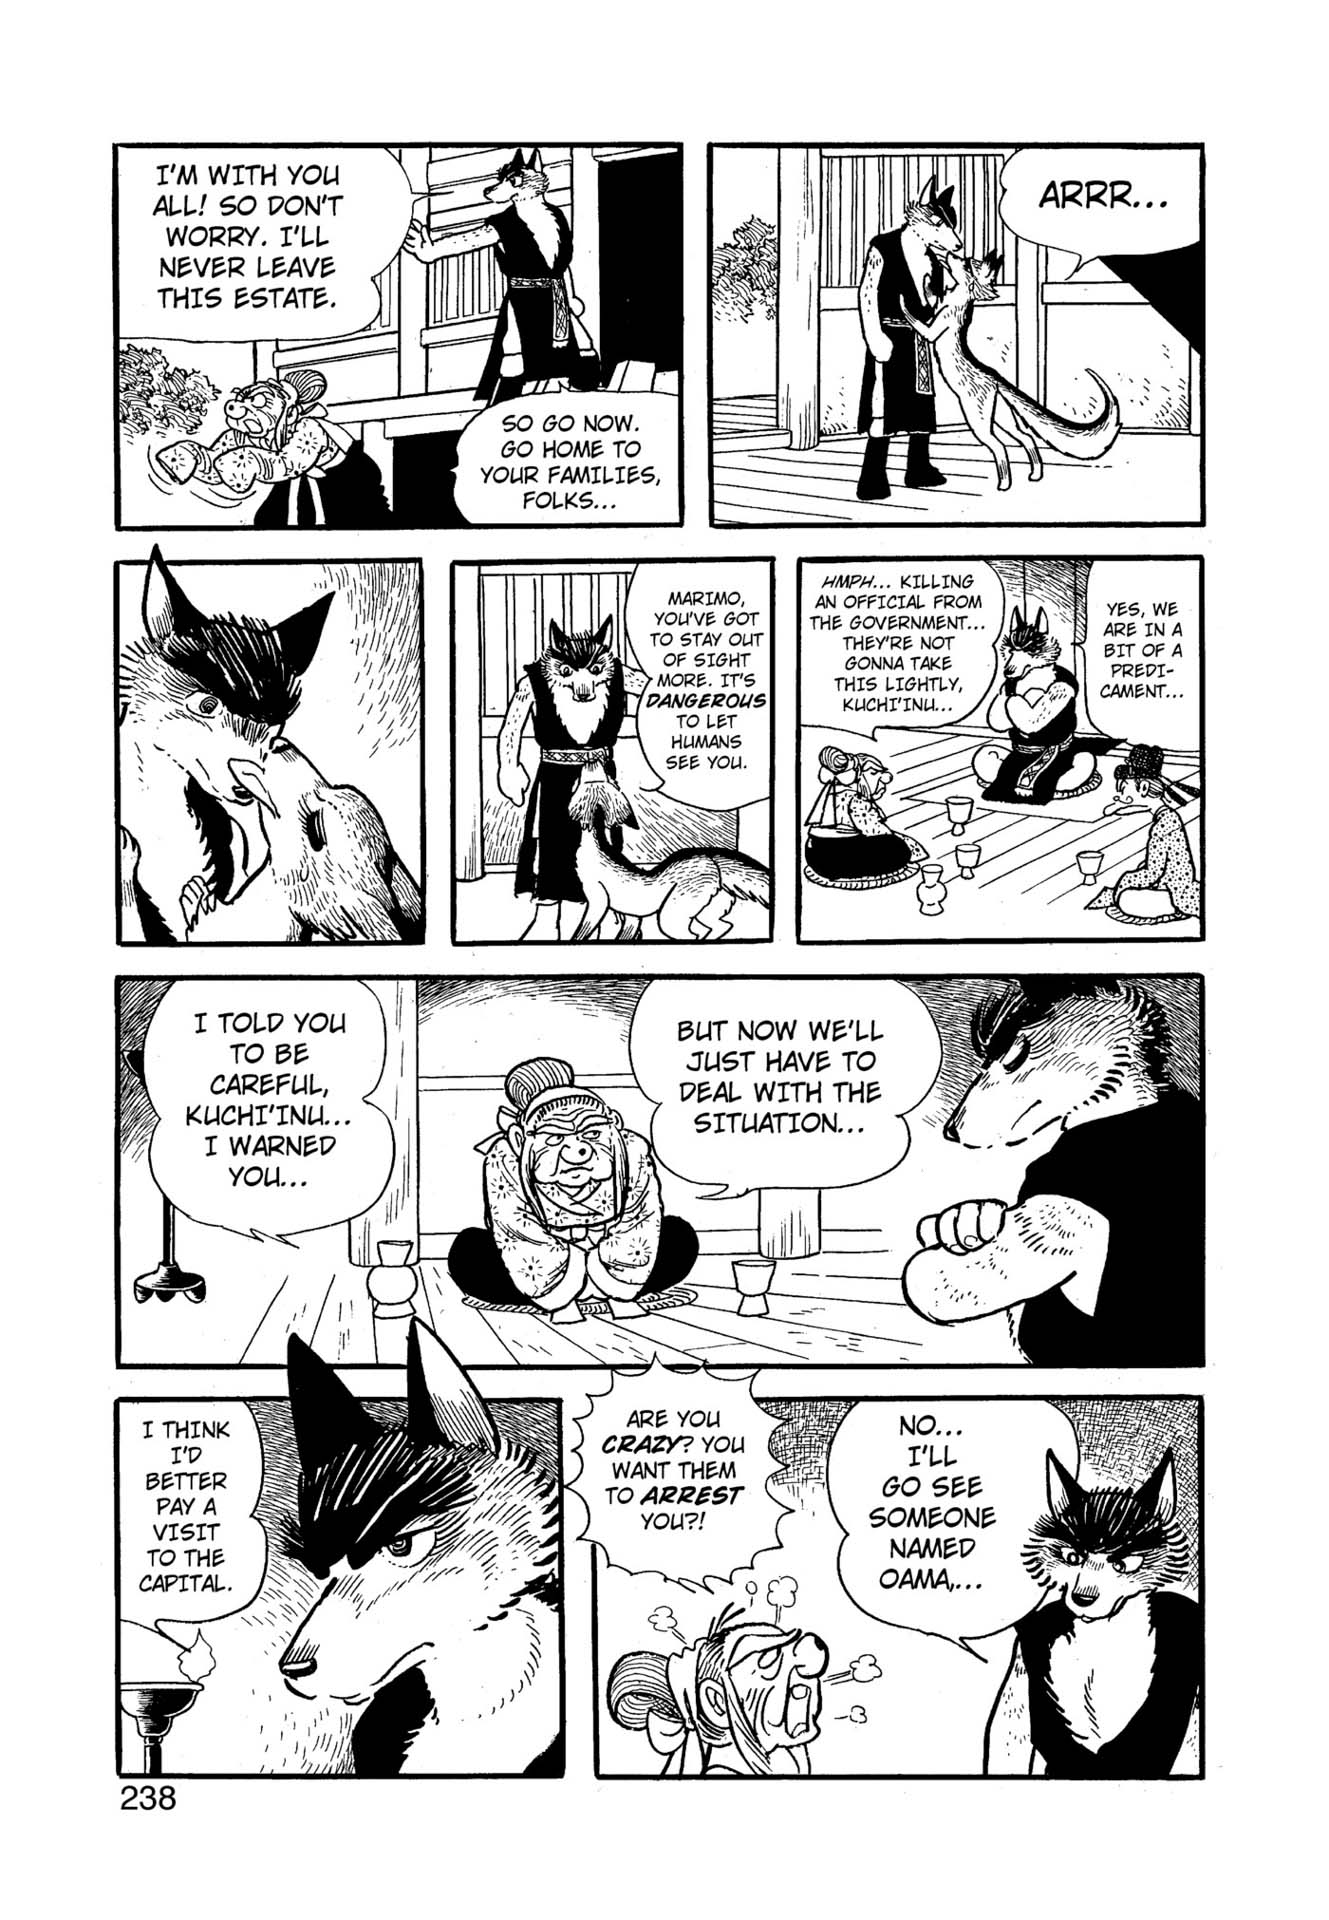 I'M WITH YOU
ALL! SO DON'T
WORRY. I'LL
NEVER LEAVE
THIS ESTATE.
SO GO NOW.
GO HOME TO
YOUR FAMILIES,
FOLKS...
ARRR...
MARIMO,
YOU'VE GOT
TO STAY OUT
OF SIGHT
MORE. IT'S
DANGEROUS
TO LET
HUMANS
SEE YOU.
HMPH... KILLING
AN OFFICIAL FROM
THE GOVERNMENT...
THEY'RE NOT
GONNA TAKE
THIS LIGHTLY,
KUCHI'INU...
YES, WE
ARE IN A
BIT OF A
PREDI-
CAMENT...
I TOLD YOU
TO BE
CAREFUL,
KUCHI'INU...
I WARNED
YOU...
BUT NOW WE'LL
JUST HAVE TO
DEAL WITH THE
SITUATION...
I THINK
I'D
BETTER
PAY A
VISIT
TO THE
CAPITAL.
ARE YOU
CRAZY? YOU
WANT THEM
TO ARREST
YOU?!
NO...
I'LL
GO SEE
SOMEONE
NAMED
OAMA,...
238